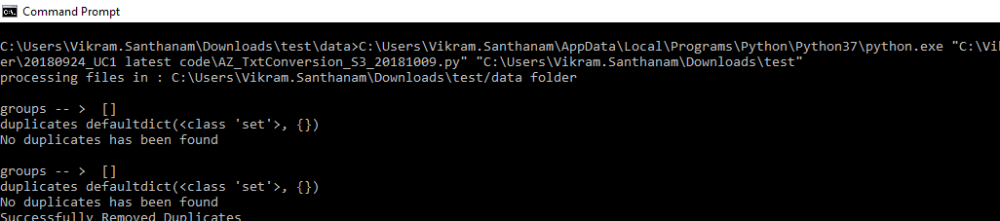 Command Prompt
C:\Users\Vikram.Santhanam\Downloads\test\data>C:\Users\Vikram.Santhanam\AppData\Local\Programs\Python\Python37\python.exe "C:\Vik
er\20180924_UC1 latest code\AZ_TxtConversion_S3_20181009.py" "C:\Users\Vikram.Santhanam\Downloads\test"
processing files in : C:\Users\Vikram.Santhanam\Downloads\test/data folder
groups -- >  []
duplicates defaultdict(<class 'set'>, {})
No duplicates has been found
groups -- >  []
duplicates defaultdict(<class 'set'>, {})
No duplicates has been found
Successfully Removed Duplicates